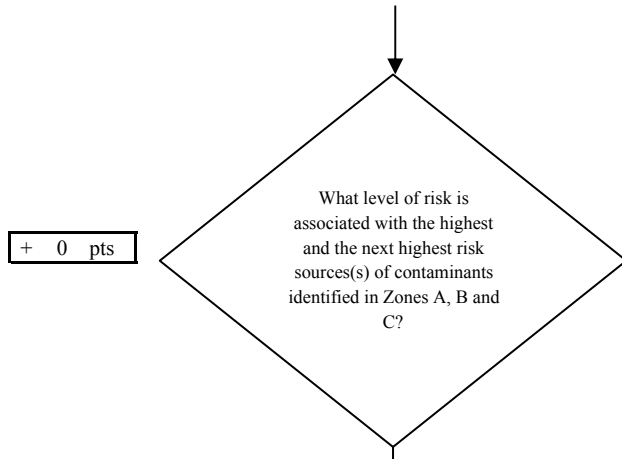 What level of risk is
associated with the highest
+ 0 pts
and the next highest risk
sources(s) of contaminants
identified in Zones A, B and
C?